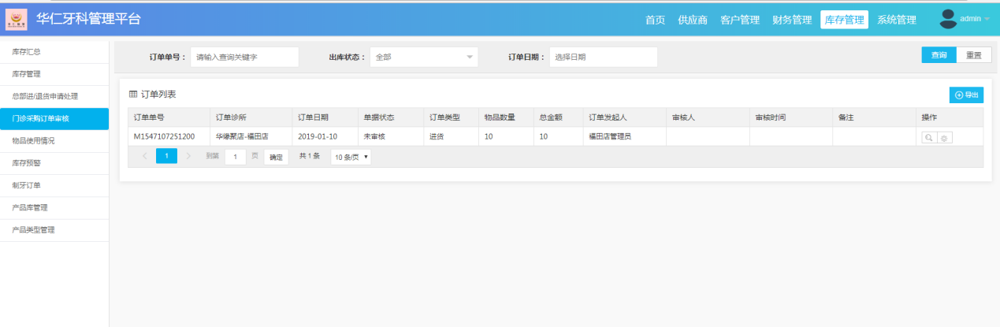 华仁牙科管理平台
首页 供应商 客户管理 财务管理 库存管理 系统管理 admin
库存汇总
库存管理
总部进/退货申请处理
门诊采购订单审核
物品使用情况
库存预警
制牙订单
产品库管理
产品类型管理
订单单号： 请输入查询关键字 出库状态： 全部 订单日期： 选择日期 查询 重置
订单列表 导出
订单单号 订单诊所 订单日期 单据状态 订单类型 物品数量 总金额 订单发起人 审核人 审核时间 备注 操作
M1547107251200 华缘聚店-福田店 2019-01-10 未审核 进货 10 10 福田店管理员
< 1 > 到第 1 页 确定 共 1 条 10 条/页